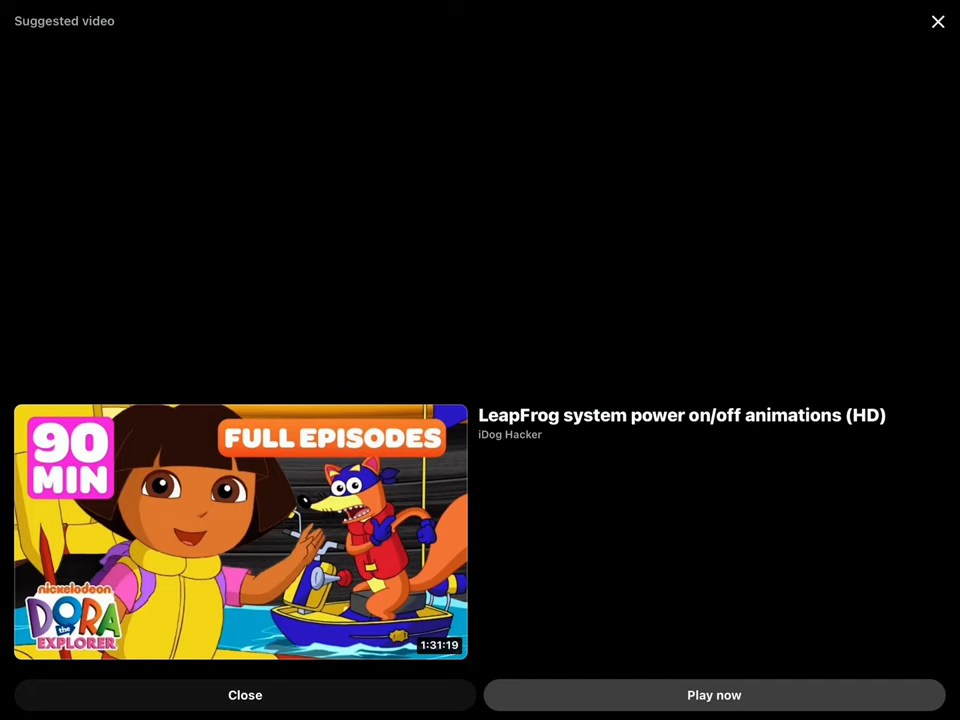 Suggested video
90
MIN
FULL EPISODES
nickelodeon
DORA
the
EXPLORER
1:31:19
LeapFrog system power on/off animations (HD)
iDog Hacker
Close
Play now